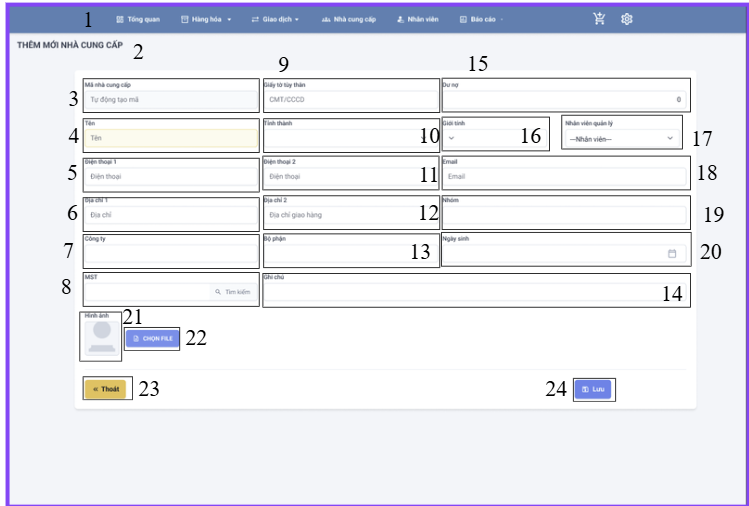 1 Tổng quan Hàng hóa Giao dịch Nhà cung cấp Nhân viên Báo cáo
THÊM MỚI NHÀ CUNG CẤP 2
9 15
Mã nhà cung cấp Giấy tờ tùy thân Dư nợ
3 Tự động tạo mã CMT/CCCD 0
Tên Tỉnh thành Giới tính Nhân viên quản lý
4 Tên 10 16 --Nhân viên-- 17
Điện thoại 1 Điện thoại 2 Email
5 Điện thoại Điện thoại 11 Email 18
Địa chỉ 1 Địa chỉ 2 Nhóm
6 Địa chỉ Địa chỉ giao hàng 12 19
Công ty Bộ phận Ngày sinh
7 13 20
MST Ghi chú
8 Tìm kiếm 14
Hình ảnh 21
CHỌN FILE 22
« Thoát 23 24 Lưu